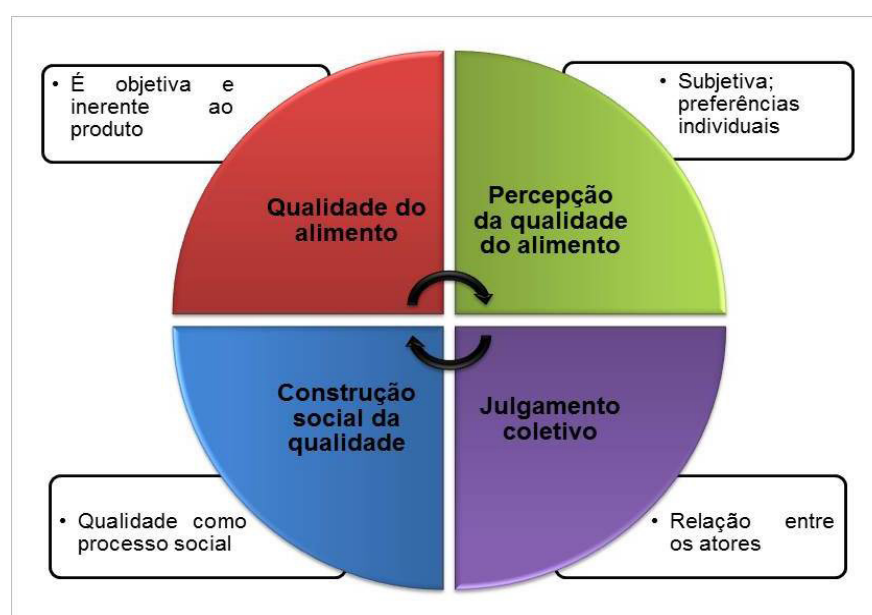 • É objetiva e
inerente ao
produto
• Subjetiva;
preferências
individuais
Qualidade do
alimento
Percepção
da qualidade
do alimento
Construção
social da
qualidade
Julgamento
coletivo
• Qualidade como
processo social
• Relação entre
os atores